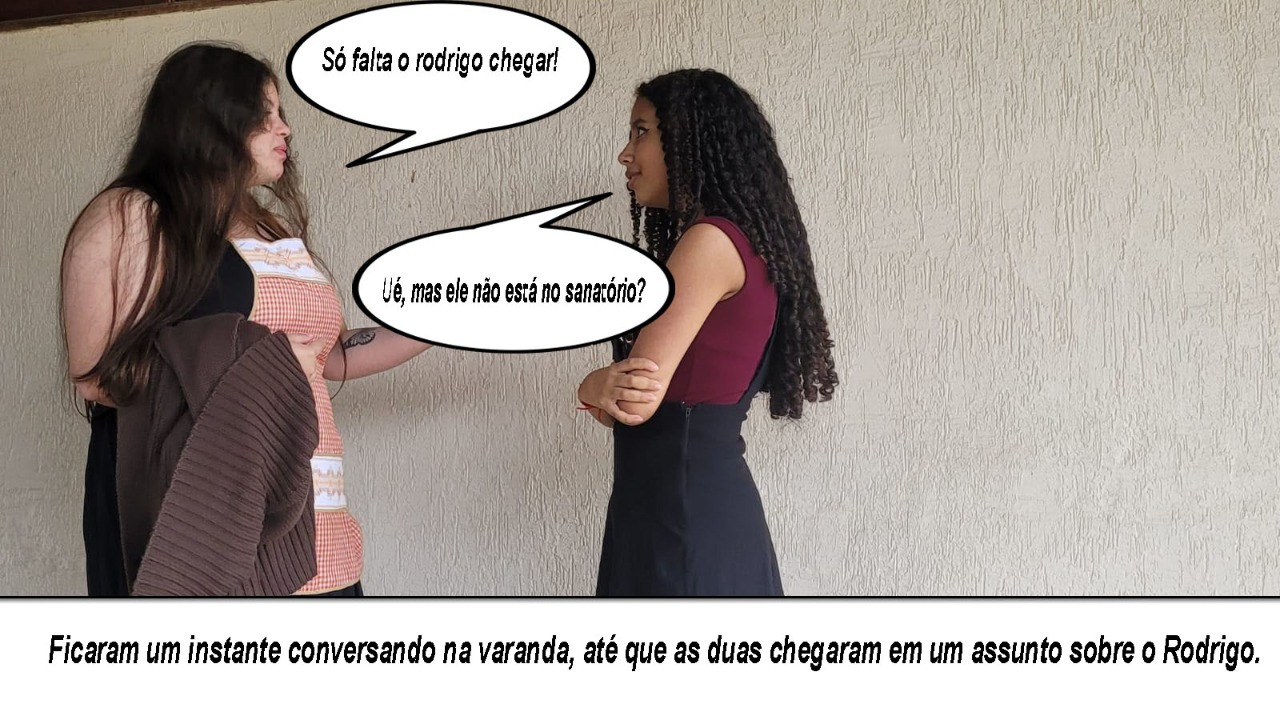 Só falta o rodrigo chegar!
Ué, mas ele não está no sanatório?
Ficaram um instante conversando na varanda, até que as duas chegaram em um assunto sobre o Rodrigo.